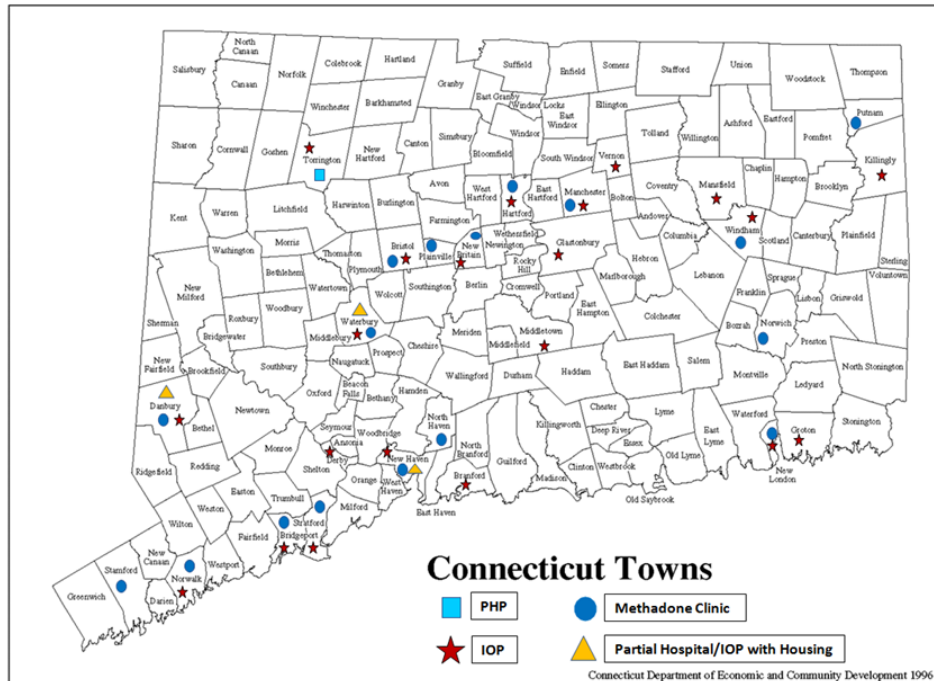 North
Canaan
Salisbury
Canaan
Norfolk
Colebrook
Hartland
Granby
Suffield
East Granby
Windsor Locks
Enfield
Somers
Stafford
Union
Woodstock
Thompson
Winchester
Barkhamsted
East
Windsor
Ellington
Putnam
Sharon
Cornwall
Goshen
Torrington
New
Hartford
Canton
Simsbury
Bloomfield
Windsor
South Windsor
Vernon
Tolland
Willington
Ashford
Eastford
Pomfret
Killingly
Kent
Warren
Litchfield
Harwinton
Burlington
Avon
West
Hartford
Hartford
East
Hartford
Manchester
Bolton
Coventry
Mansfield
Chaplin
Hampton
Brooklyn
Farmington
Andover
Washington
Morris
Bethlehem
Thomaston
Plymouth
Bristol
Plainville
New
Britain
Newington
Wethersfield
Rocky
Hill
Glastonbury
Hebron
Columbia
Windham
Scotland
Canterbury
Plainfield
Sterling
New
Milford
Watertown
Wolcott
Southington
Berlin
Cromwell
Portland
Marlborough
Lebanon
Franklin
Sprague
Lisbon
Griswold
Voluntown
Sherman
Roxbury
Woodbury
Bridgewater
Waterbury
Middlebury
East
Hampton
Colchester
Bozrah
Norwich
Preston
New
Fairfield
Brookfield
Southbury
Naugatuck
Prospect
Cheshire
Meriden
Middletown
Middlefield
Haddam
East Haddam
Salem
Montville
North Stonington
Danbury
Bethel
Newtown
Oxford
Beacon
Falls
Bethany
Hamden
Wallingford
Durham
Ledyard
Seymour
Ansonia
Derby
Woodbridge
North
Haven
North
Branford
Killingworth
Chester
Deep River
Essex
Lyme
East
Lyme
Waterford
Groton
Stonington
Ridgefield
Redding
Monroe
Shelton
Orange
New Haven
West
Haven
Branford
Guilford
Madison
Clinton
Westbrook
Old Lyme
New
London
Old Saybrook
East Haven
Easton
Trumbull
Milford
Wilton
Weston
Fairfield
Stratford
Bridgeport
New
Canaan
Westport
Stamford
Norwalk
Greenwich
Darien
Connecticut Towns
PHP
Methadone Clinic
IOP
Partial Hospital/IOP with Housing
Connecticut Department of Economic and Community Development 1996